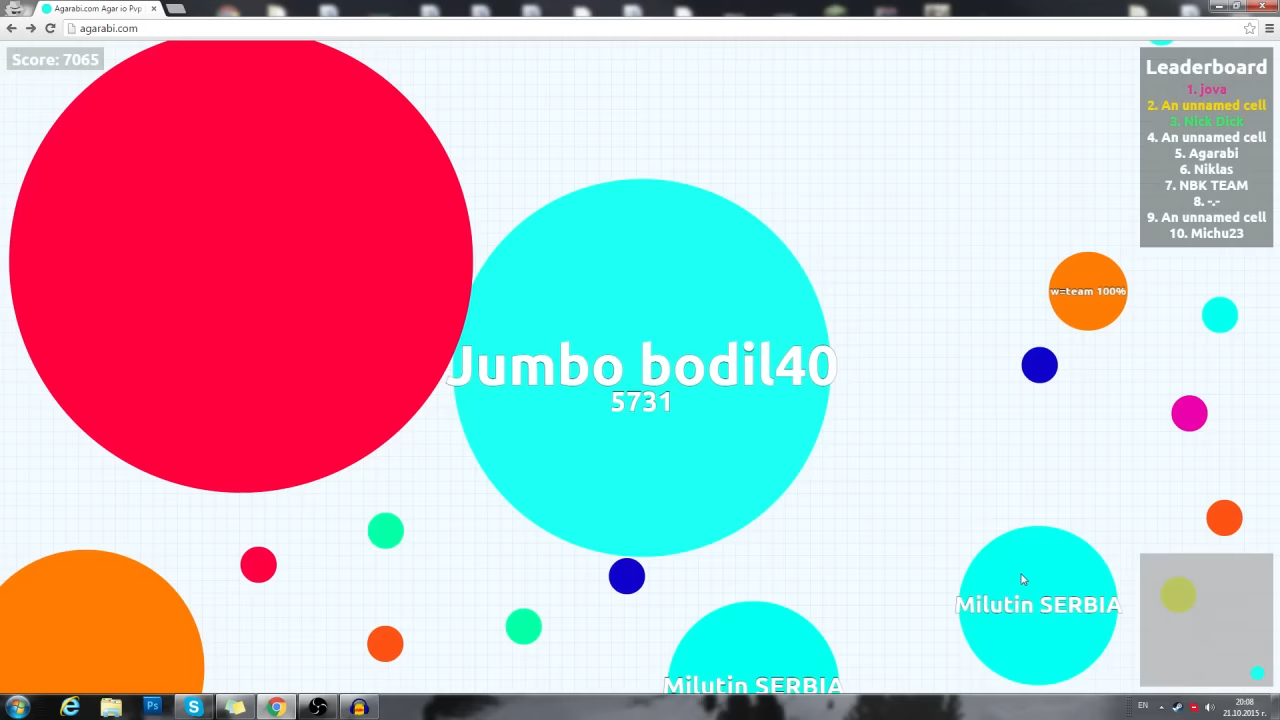 Agarabi.com Agar io Pvp
agarabi.com
Score: 7065
Leaderboard
1. jova
2. An unnamed cell
3. Nick Dick
4. An unnamed cell
5. Agarabi
6. Niklas
7. NBK TEAM
8. -.-
9. An unnamed cell
10. Michu23
w=team 100%
Jumbo bodil40
5731
Milutin SERBIA
Milutin SERBIA
Ps
EN
20:08
21.10.2015 г.